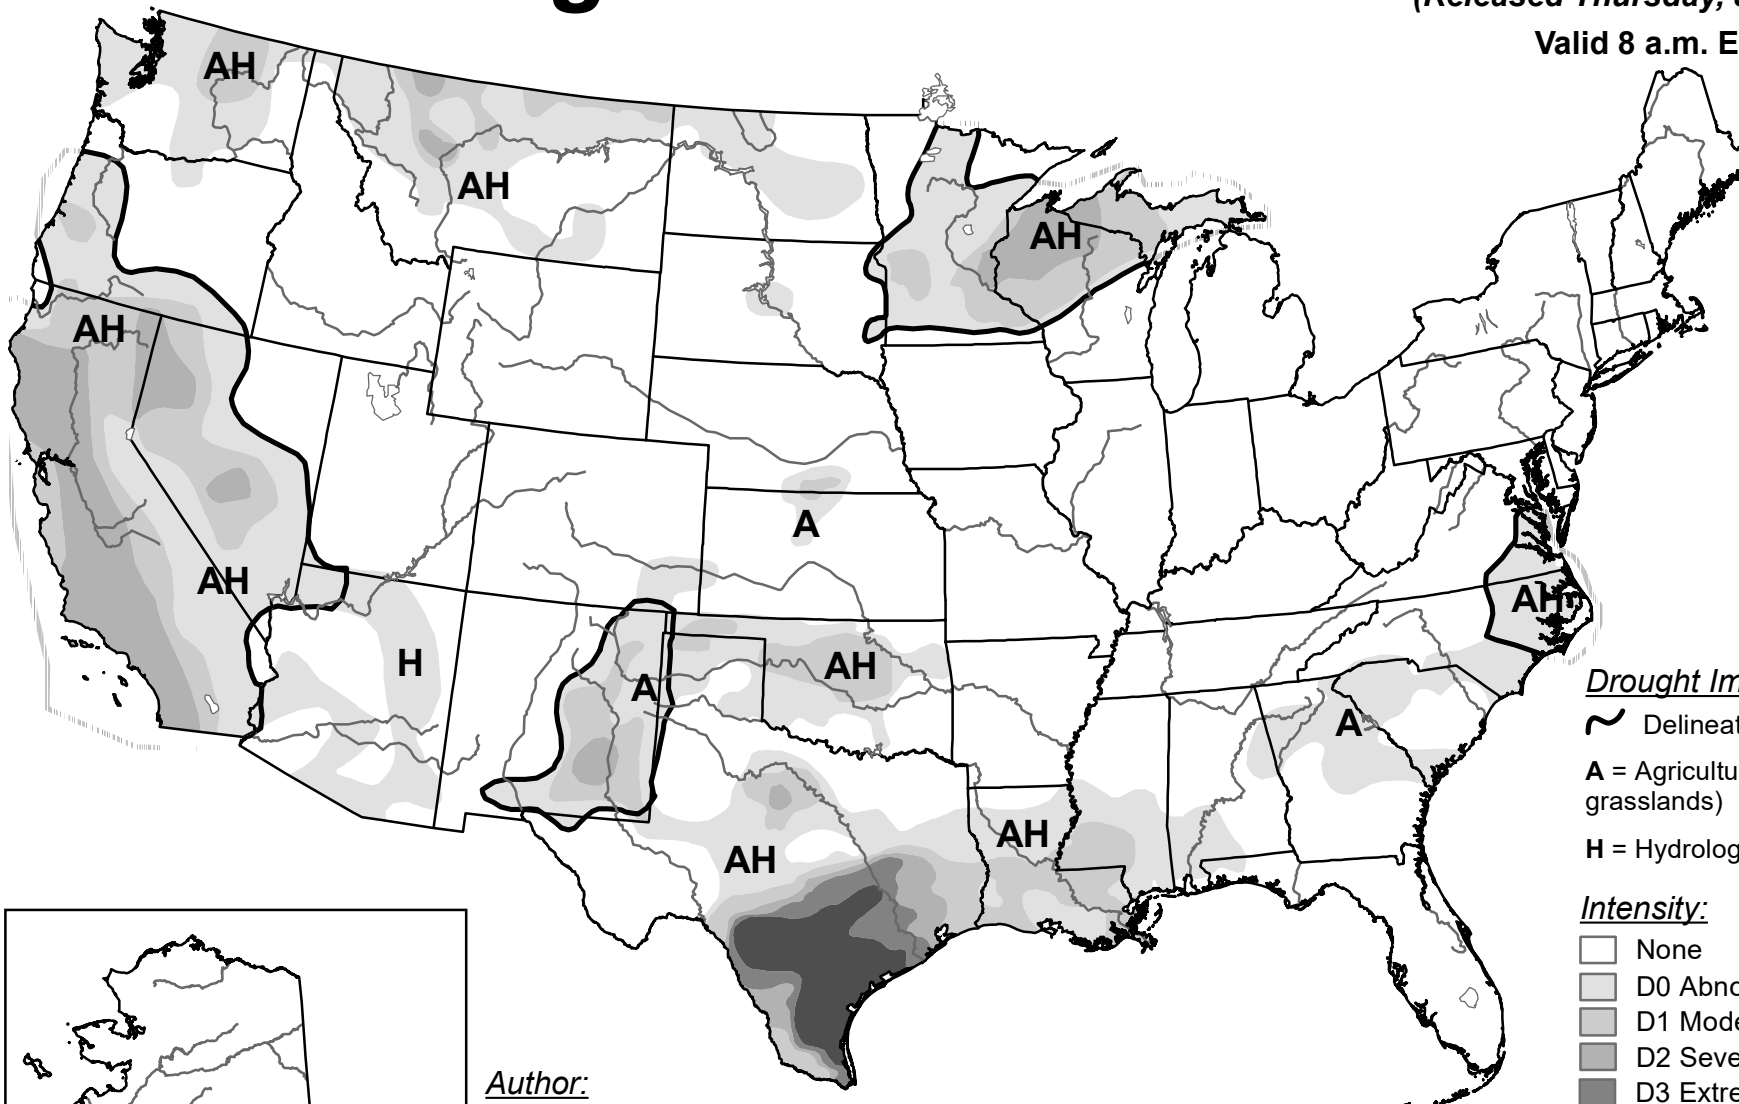 g
(Released Thursday,
Valid 8 a.m. E
AH
AH
AH
AH
AH
A
AH
H
A
AH
AH
A
AH
AH
Drought Im
Delineat
A = Agricultu
grasslands)
H = Hydrolog
Intensity:
None
D0 Abno
D1 Mode
D2 Seve
D3 Extre
Author: